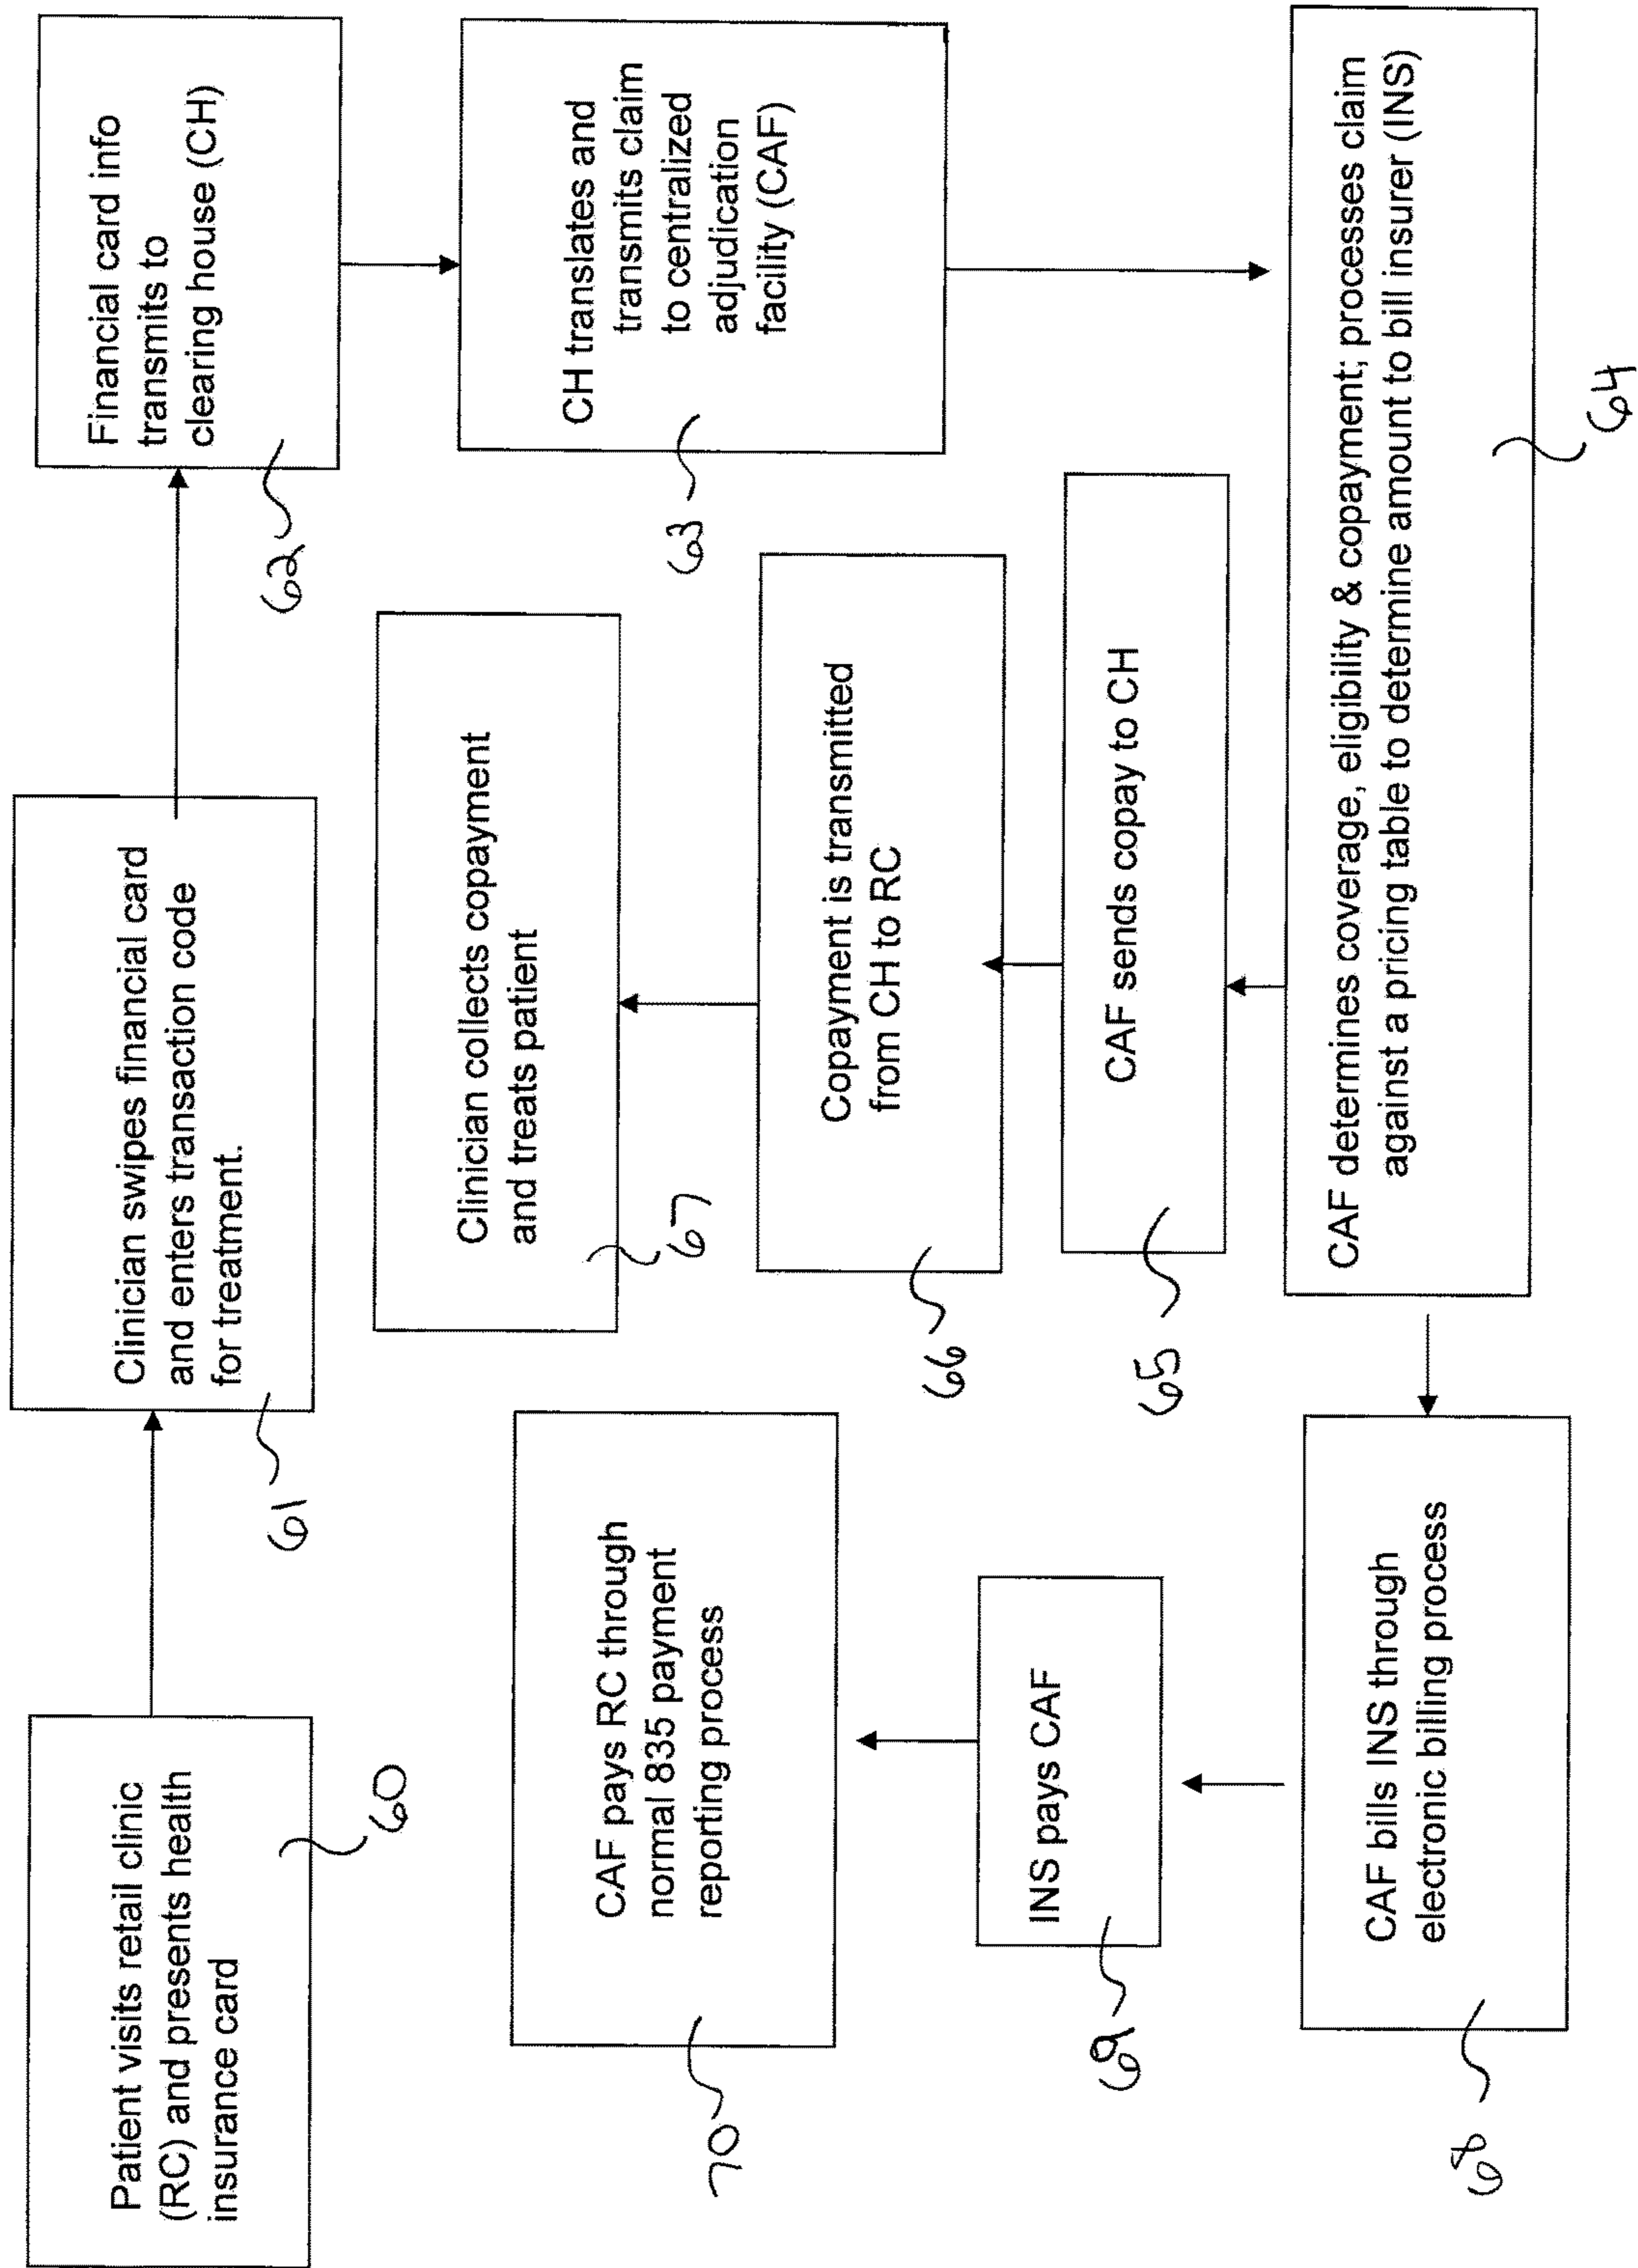 Patient visits retail clinic
(RC) and presents health
insurance card
60
Clinician swipes financial card
and enters transaction code
for treatment.
61
Financial card info
transmits to
clearing house (CH)
62
CH translates and
transmits claim
to centralized
adjudication
facility (CAF)
63
CAF determines coverage, eligibility & copayment; processes claim
against a pricing table to determine amount to bill insurer (INS)
64
CAF sends copay to CH
65
Copayment is transmitted
from CH to RC
66
Clinician collects copayment
and treats patient
67
CAF bills INS through
electronic billing process
68
INS pays CAF
69
CAF pays RC through
normal 835 payment
reporting process
70